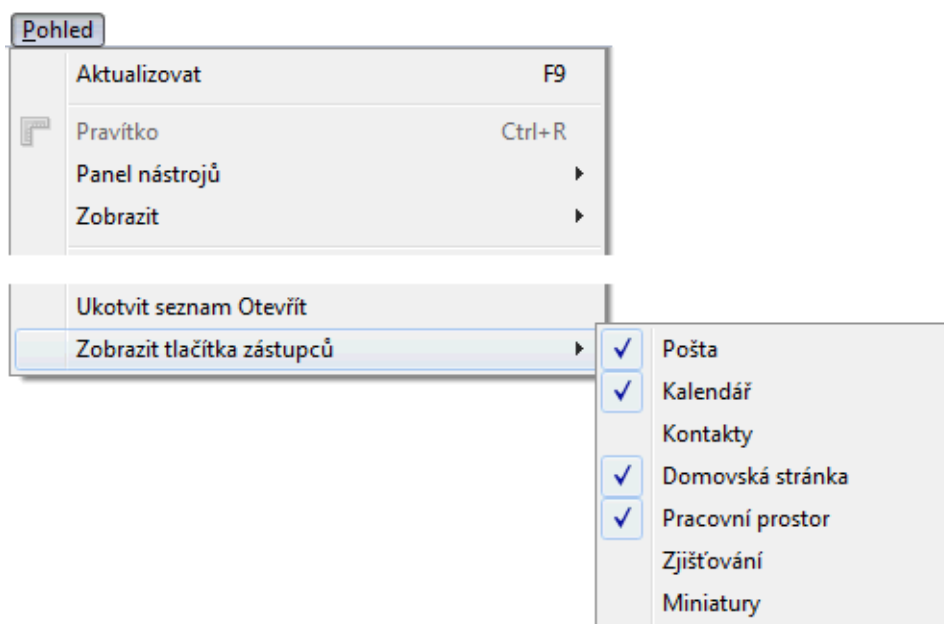 Pohled
Aktualizovat F9
Pravítko Ctrl+R
Panel nástrojů
Zobrazit
Ukotvit seznam Otevřít
Zobrazit tlačítka zástupců
Pošta
Kalendář
Kontakty
Domovská stránka
Pracovní prostor
Zjišťování
Miniatury